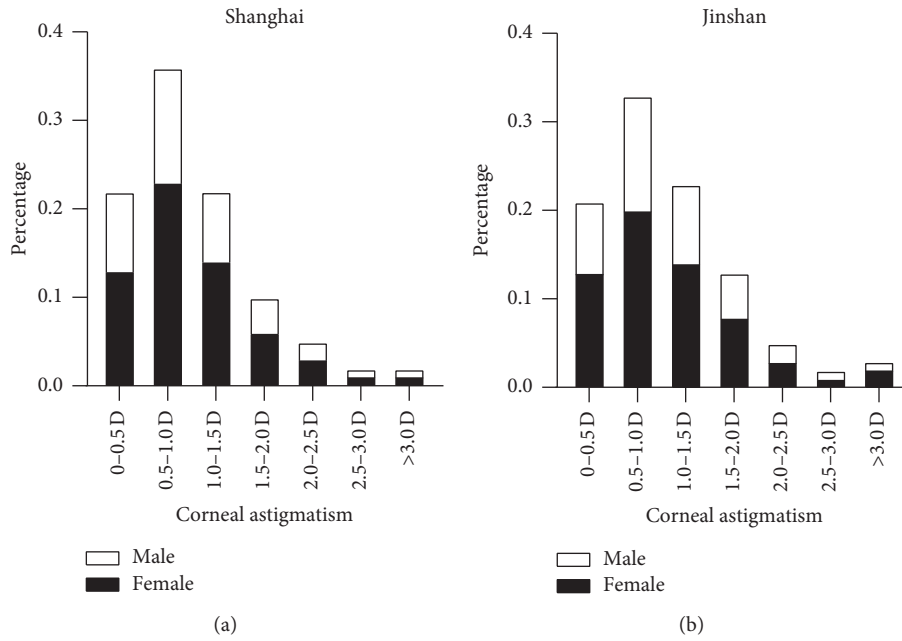 Shanghai
0.4
0.3
0.2
0.1
0.0
Percentage
0–0.5 D
0.5–1.0 D
1.0–1.5 D
1.5–2.0 D
2.0–2.5 D
2.5–3.0 D
>3.0 D
Corneal astigmatism
Male
Female
(a)
Jinshan
0.4
0.3
0.2
0.1
0.0
Percentage
0–0.5 D
0.5–1.0 D
1.0–1.5 D
1.5–2.0 D
2.0–2.5 D
2.5–3.0 D
>3.0 D
Corneal astigmatism
Male
Female
(b)